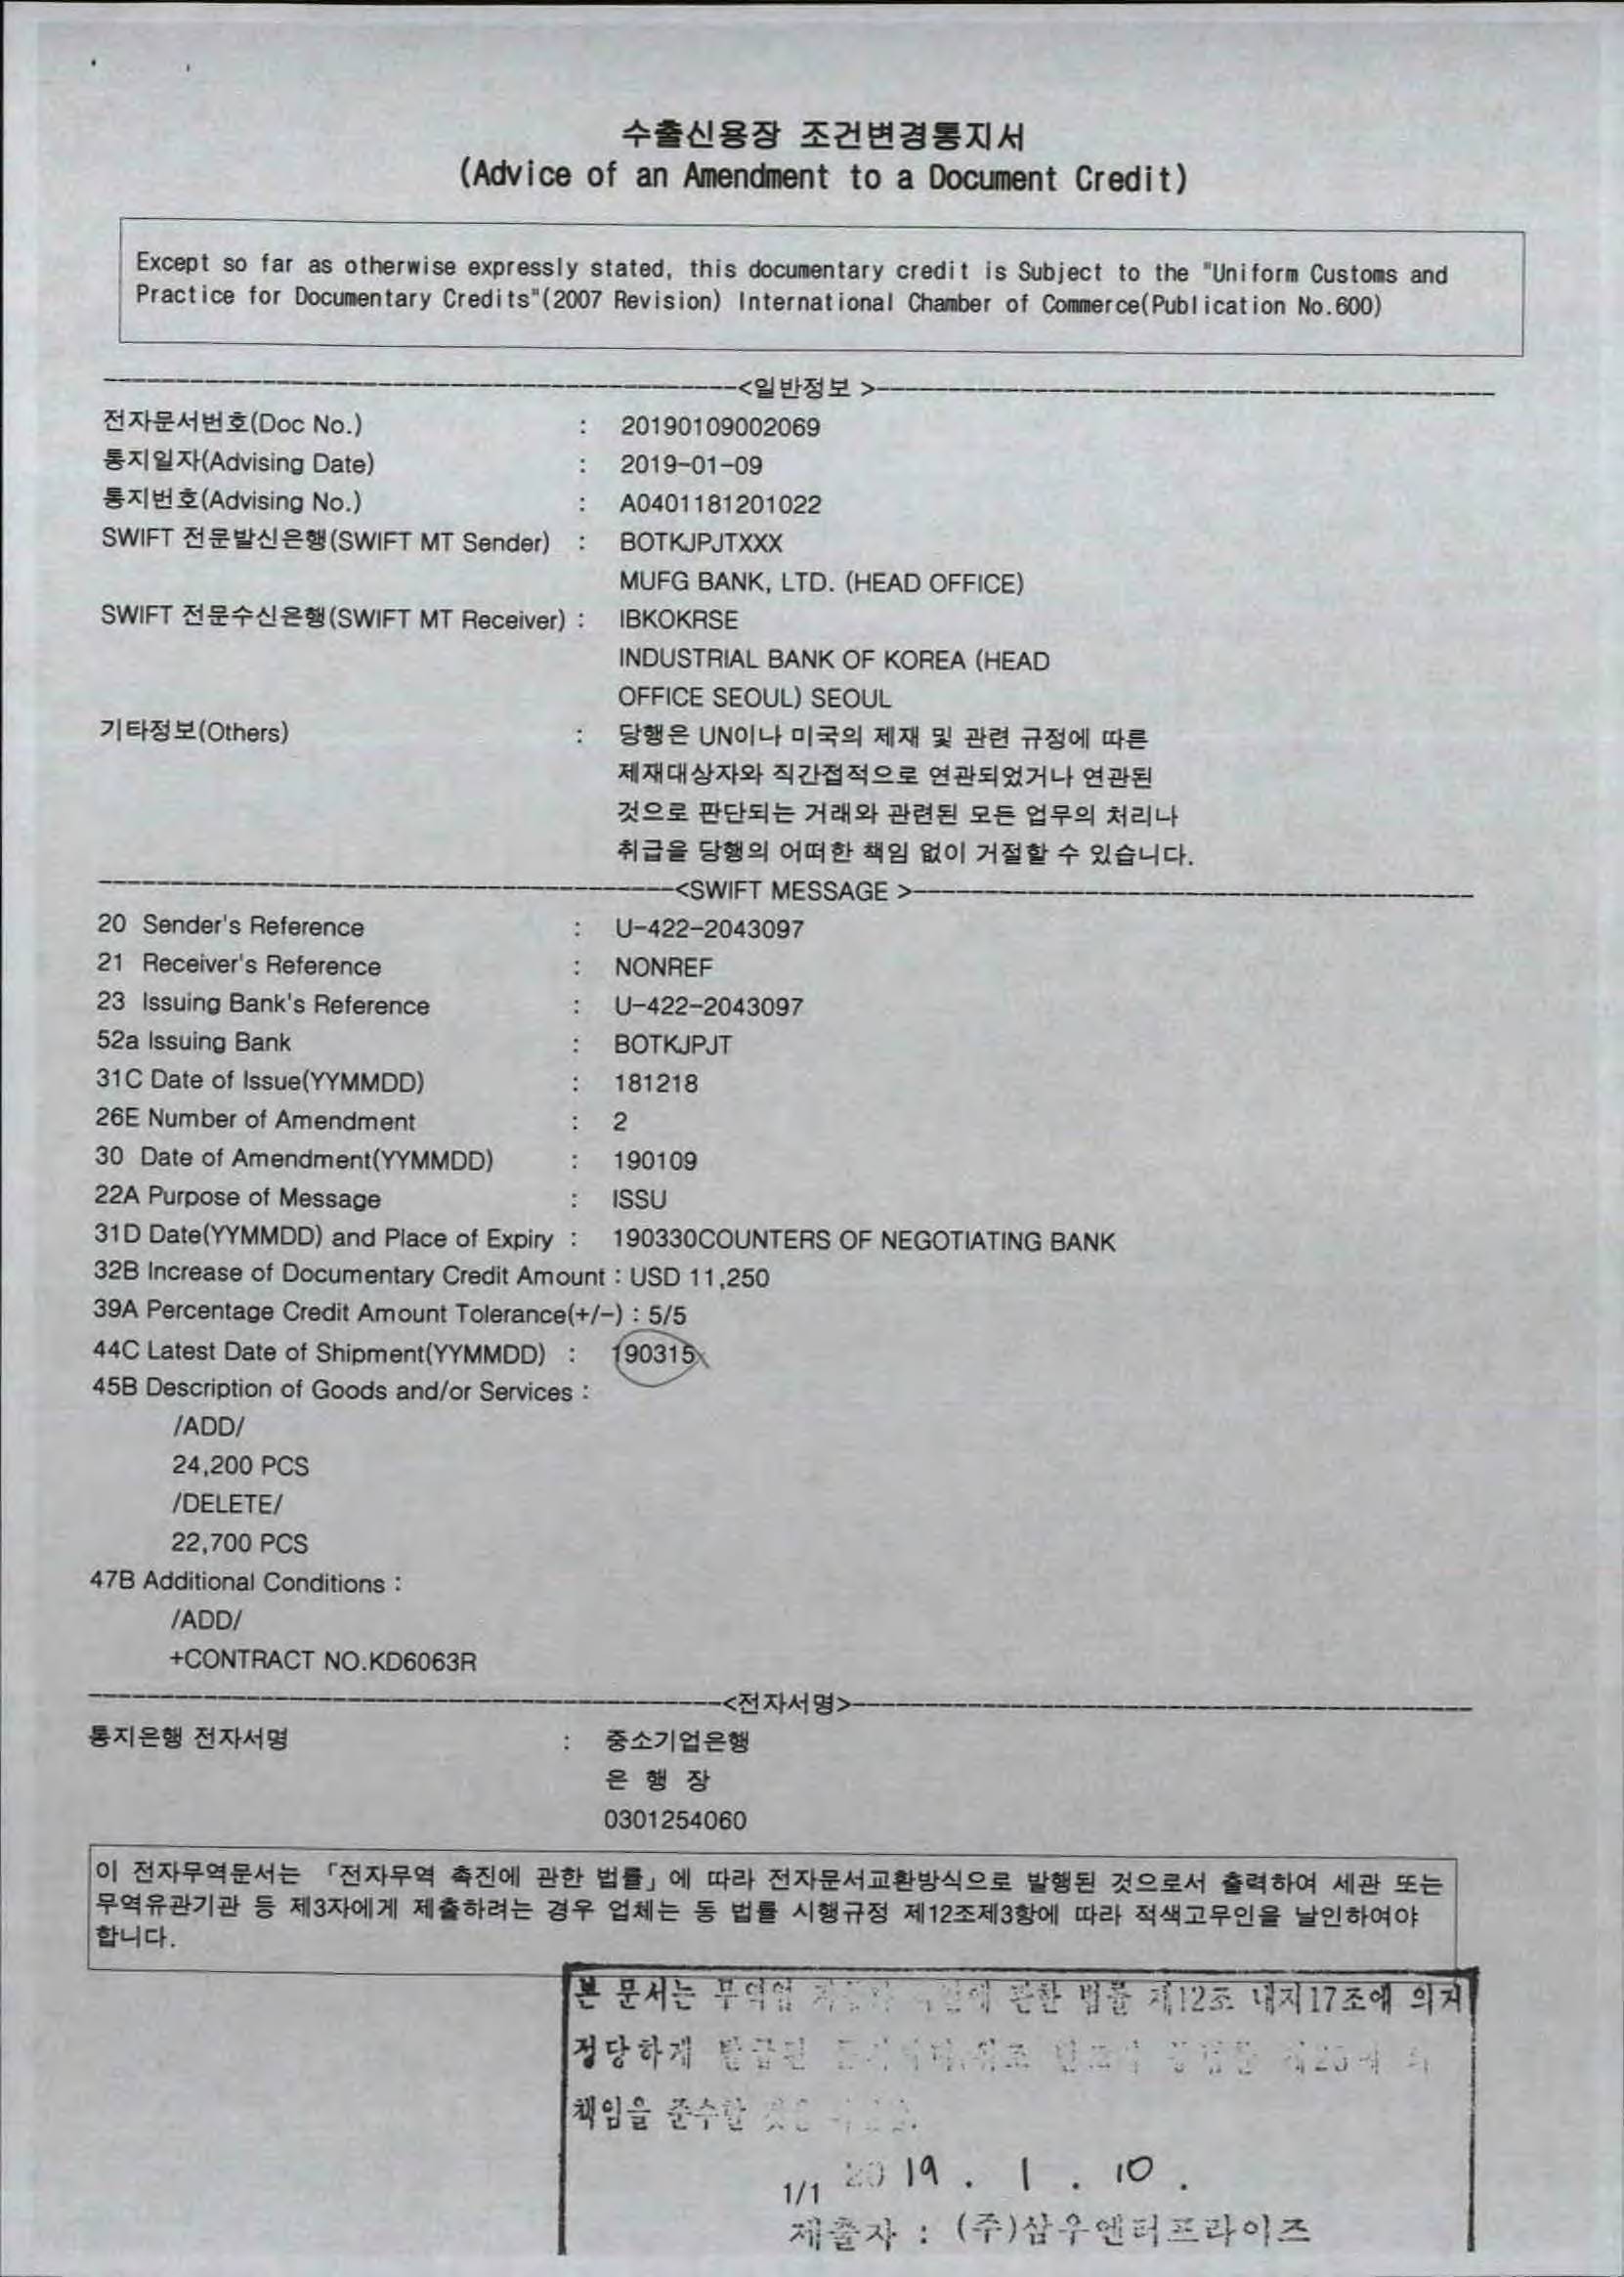 수출신용장 조건변경통지서
(Advice of an Amendment to a Document Credit)
Except so far as otherwise expressly stated, this documentary credit is Subject to the "Uniform Customs and
Practice for Documentary Credits"(2007 Revision) International Chamber of Commerce(Publication No.600)
<일반정보 >
전자문서번호(Doc No.) : 20190109002069
통지일자(Advising Date) : 2019-01-09
통지번호(Advising No.) : A0401181201022
SWIFT 전문발신은행(SWIFT MT Sender) : BOTKJPJTXXX
MUFG BANK, LTD. (HEAD OFFICE)
SWIFT 전문수신은행(SWIFT MT Receiver) : IBKOKRSE
INDUSTRIAL BANK OF KOREA (HEAD
OFFICE SEOUL) SEOUL
기타정보(Others) : 당행은 UN이나 미국의 제재 및 관련 규정에 따른
제재대상자와 직간접적으로 연관되었거나 연관된
것으로 판단되는 거래와 관련된 모든 업무의 처리나
취급을 당행의 어떠한 책임 없이 거절할 수 있습니다.
<SWIFT MESSAGE >
20 Sender's Reference : U-422-2043097
21 Receiver's Reference : NONREF
23 Issuing Bank's Reference : U-422-2043097
52a Issuing Bank : BOTKJPJT
31C Date of Issue(YYMMDD) : 181218
26E Number of Amendment : 2
30 Date of Amendment(YYMMDD) : 190109
22A Purpose of Message : ISSU
31D Date(YYMMDD) and Place of Expiry : 190330COUNTERS OF NEGOTIATING BANK
32B Increase of Documentary Credit Amount : USD 11,250
39A Percentage Credit Amount Tolerance(+/-) : 5/5
44C Latest Date of Shipment(YYMMDD) : 190315
45B Description of Goods and/or Services :
/ADD/
24,200 PCS
/DELETE/
22,700 PCS
47B Additional Conditions :
/ADD/
+CONTRACT NO.KD6063R
<전자서명>
통지은행 전자서명 : 중소기업은행
은 행 장
0301254060
이 전자무역문서는 「전자무역 촉진에 관한 법률」에 따라 전자문서교환방식으로 발행된 것으로서 출력하여 세관 또는
무역유관기관 등 제3자에게 제출하려는 경우 업체는 동 법률 시행규정 제12조제3항에 따라 적색고무인을 날인하여야
합니다.
본 문서는 무역업 관한 법률 제12조 내지17조에 의거
정당하게 발급된
책임을 준수할
2019 . 1 . 10 .
1/1
제출자 : (주)삼우엔터프라이즈